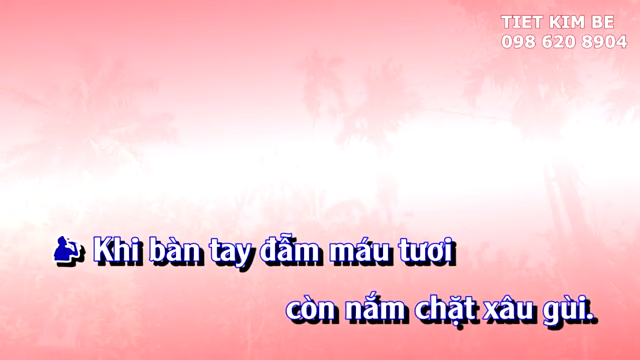 TIET KIM BE
098 620 8904
Khi bàn tay đẫm máu tươi
còn nắm chặt xâu gùi.